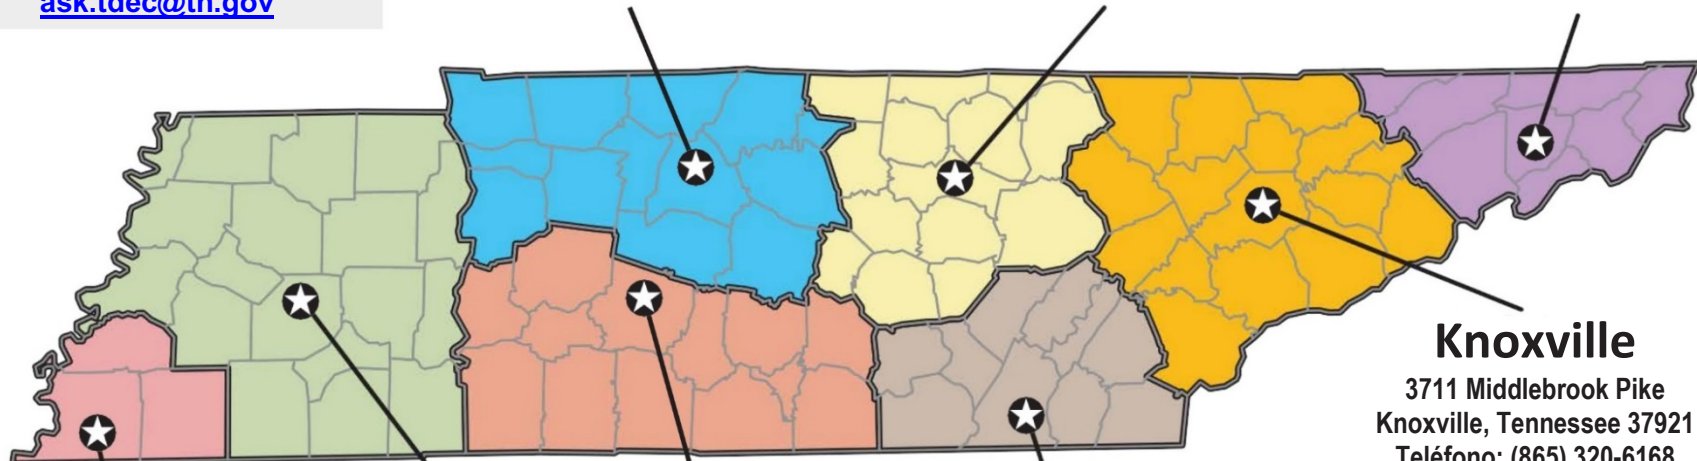 ask.tdec@tn.gov
Knoxville
3711 Middlebrook Pike
Knoxville, Tennessee 37921
Teléfono: (865) 320-6168